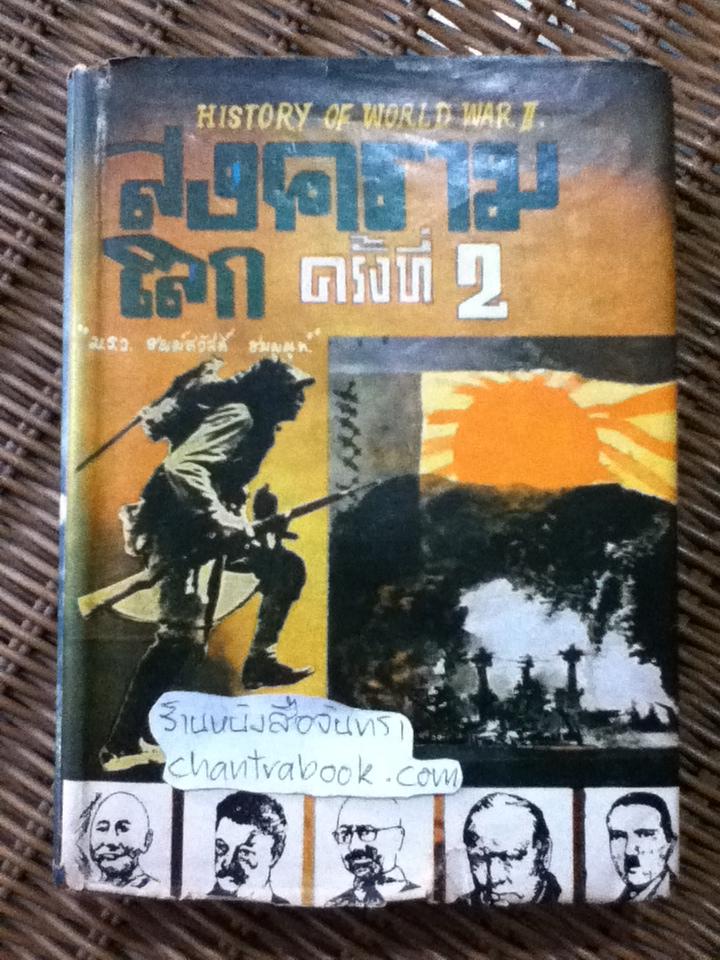 HISTORY OF WORLD WAR II.
สงคราม
โลก ครั้งที่ 2
"ม.ร.ว. ชนม์สวัสดิ์ ชมพูนุท"
ร้านหนังสือจันทรา
chantrabook.com